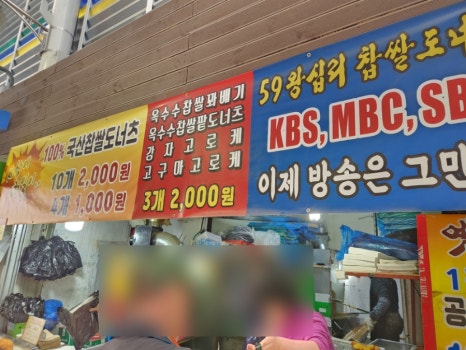 100% 국산찹쌀도너츠
10개 2,000원
4개 1,000원
옥수수찹쌀꽈배기
옥수수찹쌀팥도너츠
감자고로케
고구마고로케
3개 2,000원
59왕십리 찹쌀도너
KBS, MBC, SB
이제 방송은 그만
1
1